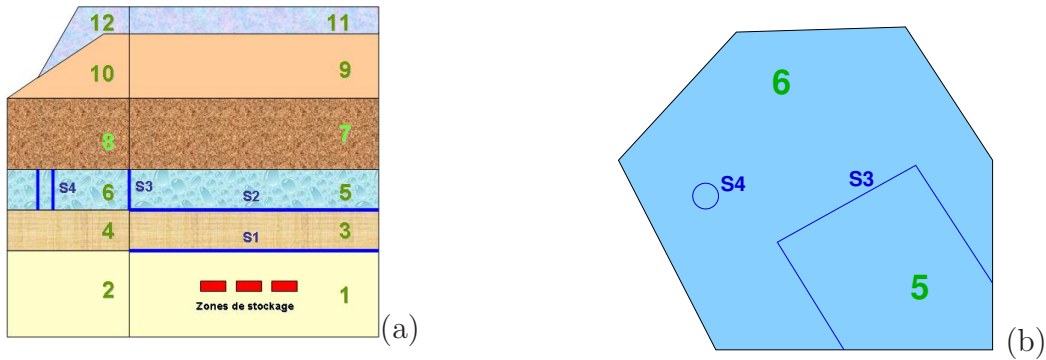 12 11
10 9
8 7
S4 6 S3 S2 5
4 S1 3
2 1
Zones de stockage
(a)
6
S4 S3
5
(b)